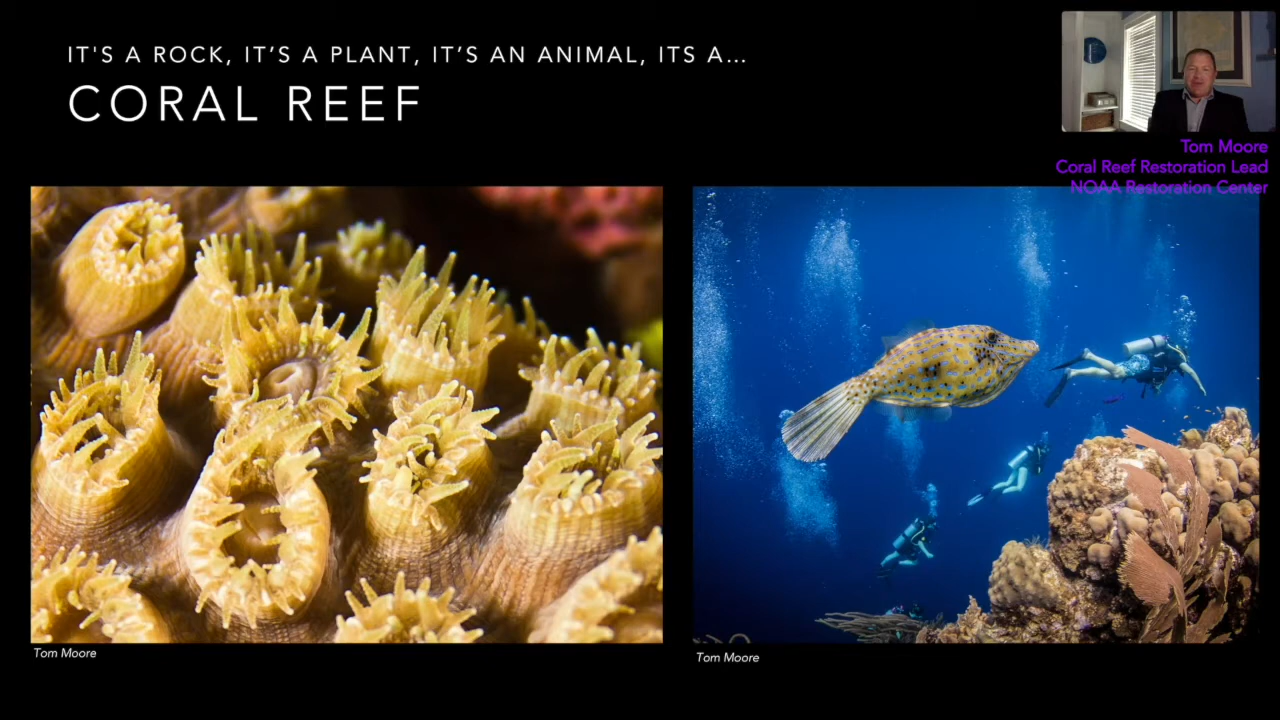 IT'S A ROCK, IT'S A PLANT, IT'S AN ANIMAL, ITS A...
CORAL REEF
Tom Moore
Coral Reef Restoration Lead
NOAA Restoration Center
Tom Moore
Tom Moore